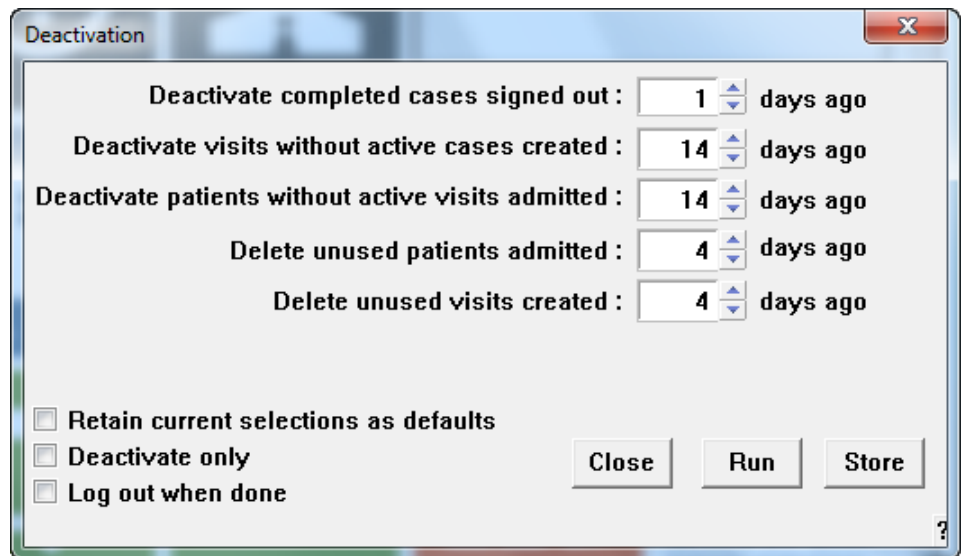 Deactivation
Deactivate completed cases signed out : 1 days ago
Deactivate visits without active cases created : 14 days ago
Deactivate patients without active visits admitted : 14 days ago
Delete unused patients admitted : 4 days ago
Delete unused visits created : 4 days ago
Retain current selections as defaults
Deactivate only
Close Run Store
Log out when done
?